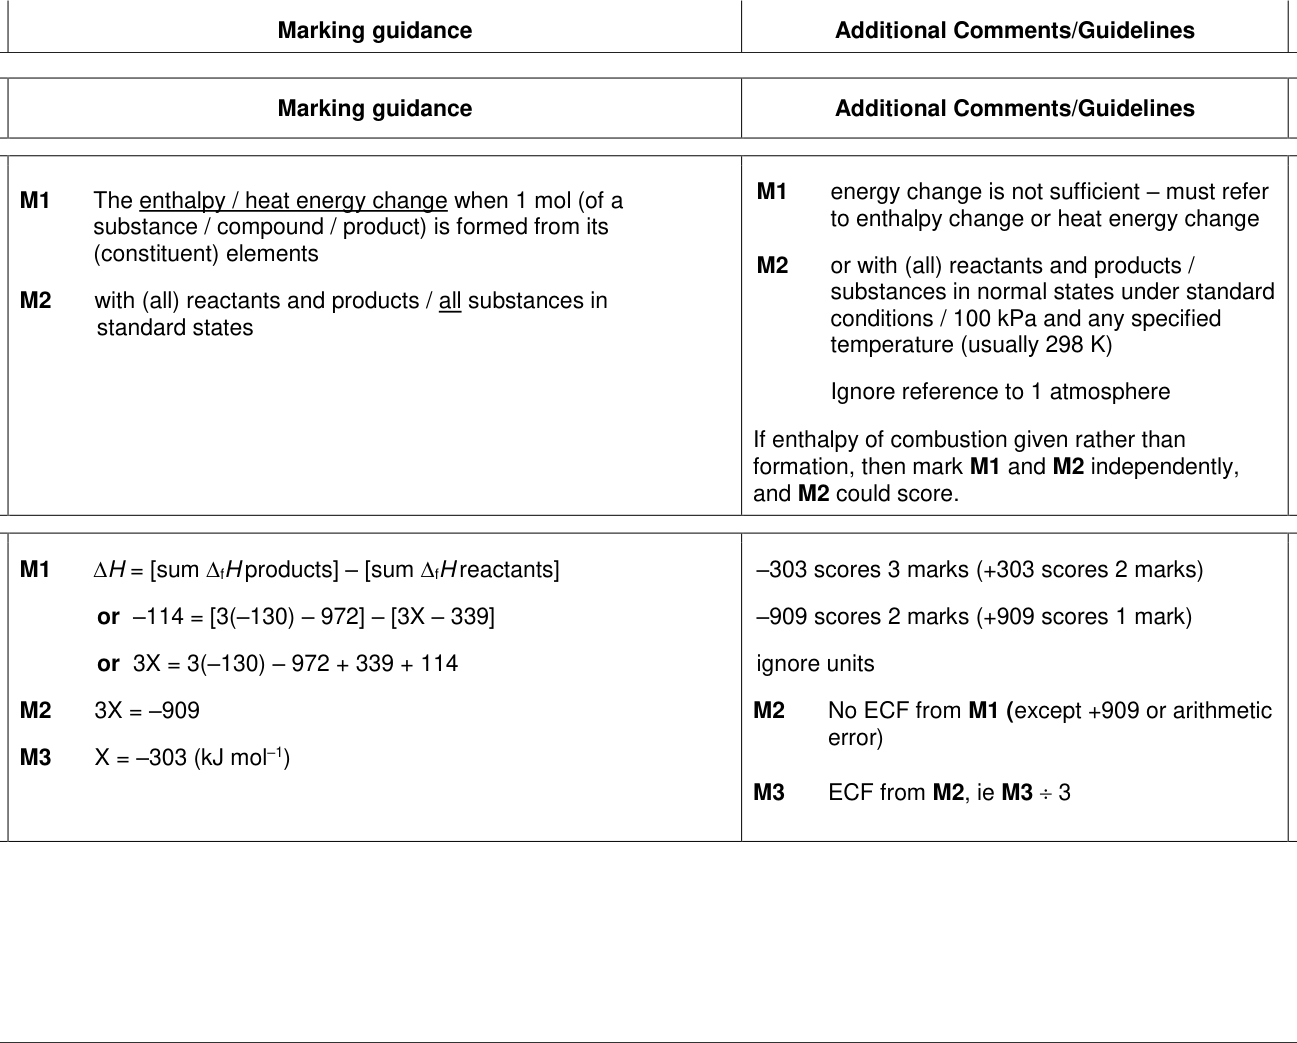 Marking guidance
Additional Comments/Guidelines
Marking guidance
Additional Comments/Guidelines
M1 The enthalpy / heat energy change when 1 mol (of a
substance / compound / product) is formed from its
(constituent) elements
M2 with (all) reactants and products / all substances in
standard states
M1 energy change is not sufficient – must refer
to enthalpy change or heat energy change
M2 or with (all) reactants and products /
substances in normal states under standard
conditions / 100 kPa and any specified
temperature (usually 298 K)
Ignore reference to 1 atmosphere
If enthalpy of combustion given rather than
formation, then mark M1 and M2 independently,
and M2 could score.
M1 ΔH = [sum ΔfH products] – [sum ΔfH reactants]
or –114 = [3(–130) – 972] – [3X – 339]
or 3X = 3(–130) – 972 + 339 + 114
M2 3X = –909
M3 X = –303 (kJ mol⁻¹)
–303 scores 3 marks (+303 scores 2 marks)
–909 scores 2 marks (+909 scores 1 mark)
ignore units
M2 No ECF from M1 (except +909 or arithmetic
error)
M3 ECF from M2, ie M3 ÷ 3